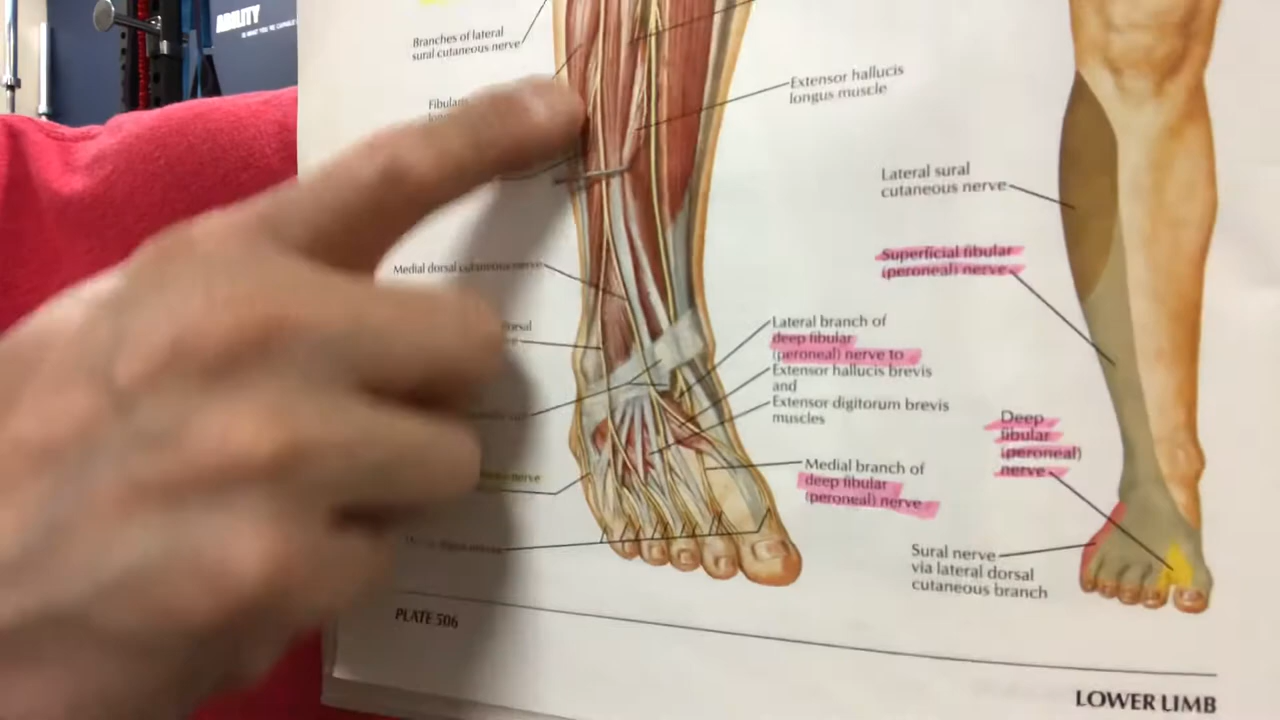 ABILITY
Branches of lateral
sural cutaneous nerve
Extensor hallucis
longus muscle
Lateral sural
cutaneous nerve
Superficial fibular
(peroneal) nerve
Medial dorsal cutaneous nerve
Lateral branch of
deep fibular
(peroneal) nerve to
Extensor hallucis brevis
and
Extensor digitorum brevis
muscles
Deep
fibular
(peroneal)
nerve
Medial branch of
deep fibular
(peroneal) nerve
nerve
Sural nerve
via lateral dorsal
cutaneous branch
PLATE 506
LOWER LIMB